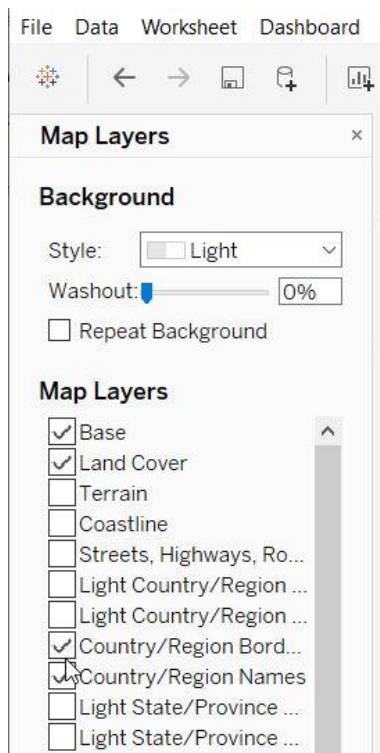 File Data Worksheet Dashboard
Map Layers
Background
Style: Light
Washout: 0%
Repeat Background
Map Layers
Base
Land Cover
Terrain
Coastline
Streets, Highways, Ro...
Light Country/Region ...
Light Country/Region ...
Country/Region Bord...
Country/Region Names
Light State/Province ...
Light State/Province ...